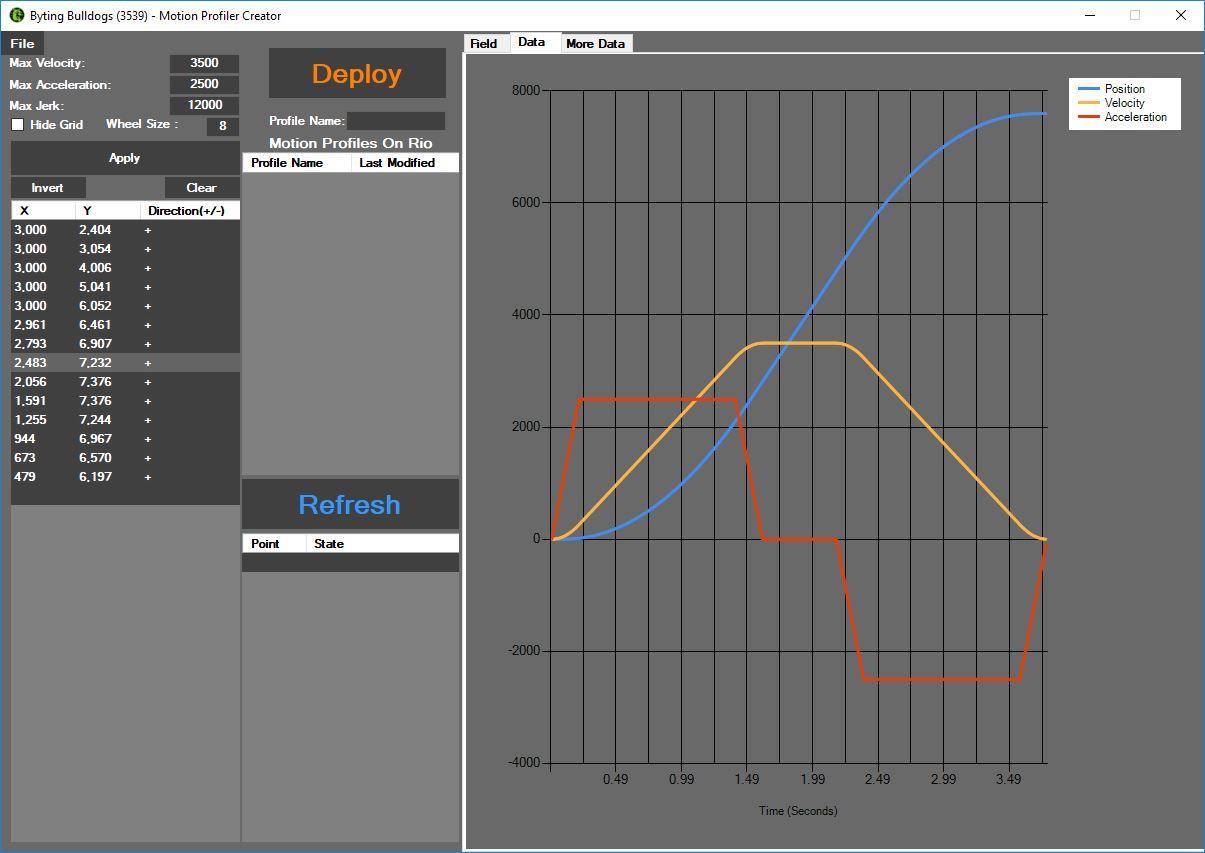 Byting Bulldogs (3539) - Motion Profiler Creator
File
Max Velocity: 3500
Max Acceleration: 2500
Max Jerk: 12000
Hide Grid Wheel Size : 8
Apply
Invert Clear
X Y Direction(+/-)
3,000 2,404 +
3,000 3,054 +
3,000 4,006 +
3,000 5,041 +
3,000 6,052 +
2,961 6,461 +
2,793 6,907 +
2,483 7,232 +
2,056 7,376 +
1,591 7,376 +
1,255 7,244 +
944 6,967 +
673 6,570 +
479 6,197 +
Deploy
Profile Name:
Motion Profiles On Rio
Profile Name Last Modified
Refresh
Point State
Field Data More Data
8000
6000
4000
2000
0
-2000
-4000
0.49 0.99 1.49 1.99 2.49 2.99 3.49
Time (Seconds)
Position
Velocity
Acceleration